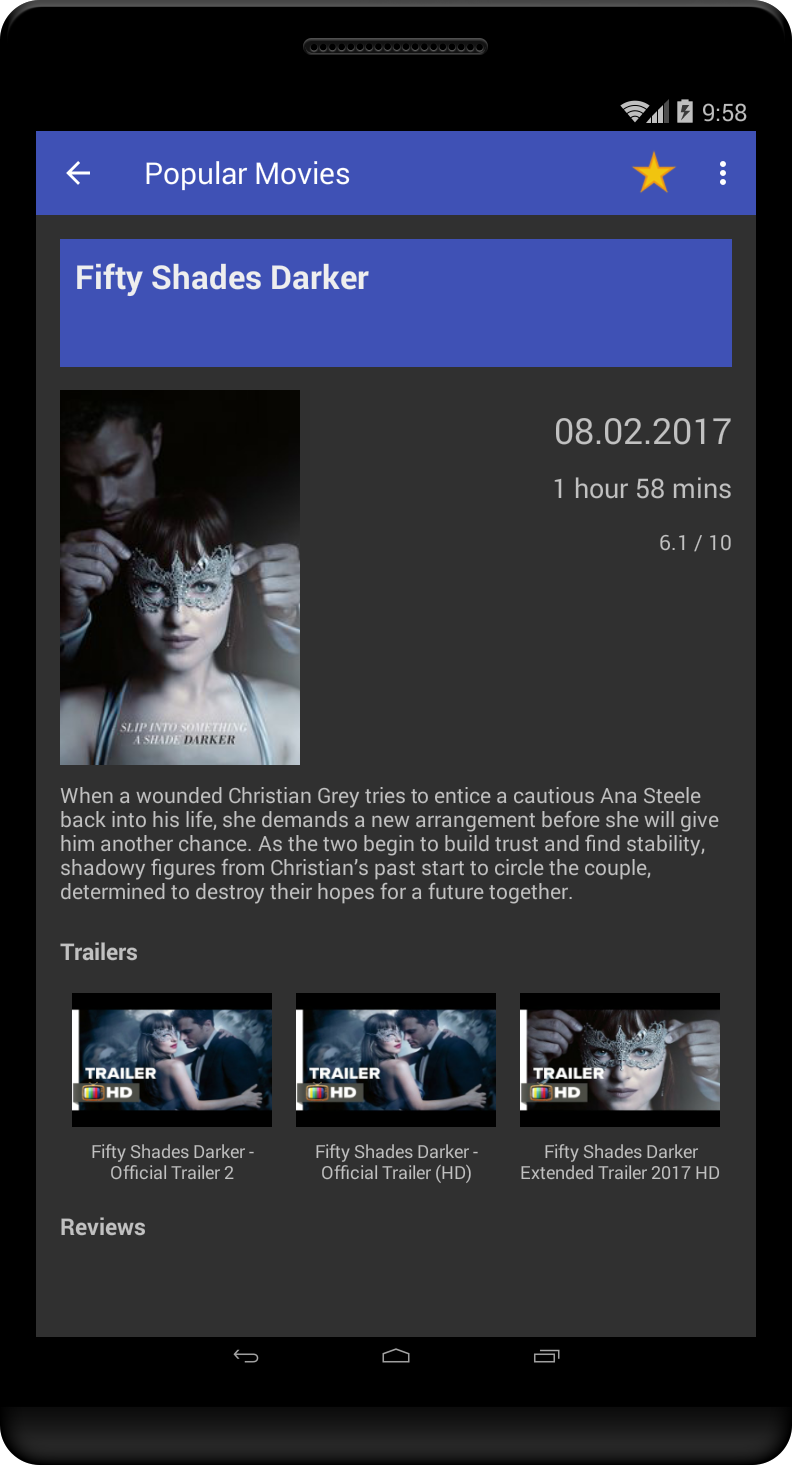 9:58
Popular Movies
Fifty Shades Darker
08.02.2017
1 hour 58 mins
6.1 / 10
SLIP INTO SOMETHING
A SHADE DARKER
When a wounded Christian Grey tries to entice a cautious Ana Steele
back into his life, she demands a new arrangement before she will give
him another chance. As the two begin to build trust and find stability,
shadowy figures from Christian’s past start to circle the couple,
determined to destroy their hopes for a future together.
Trailers
TRAILER
HD
TRAILER
HD
TRAILER
HD
Fifty Shades Darker -
Official Trailer 2
Fifty Shades Darker -
Official Trailer (HD)
Fifty Shades Darker
Extended Trailer 2017 HD
Reviews